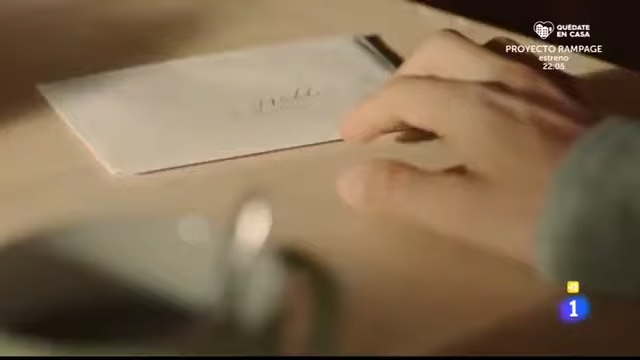 QUÉDATE
EN CASA
PROYECTO RAMPAGE
estreno
22:05
1